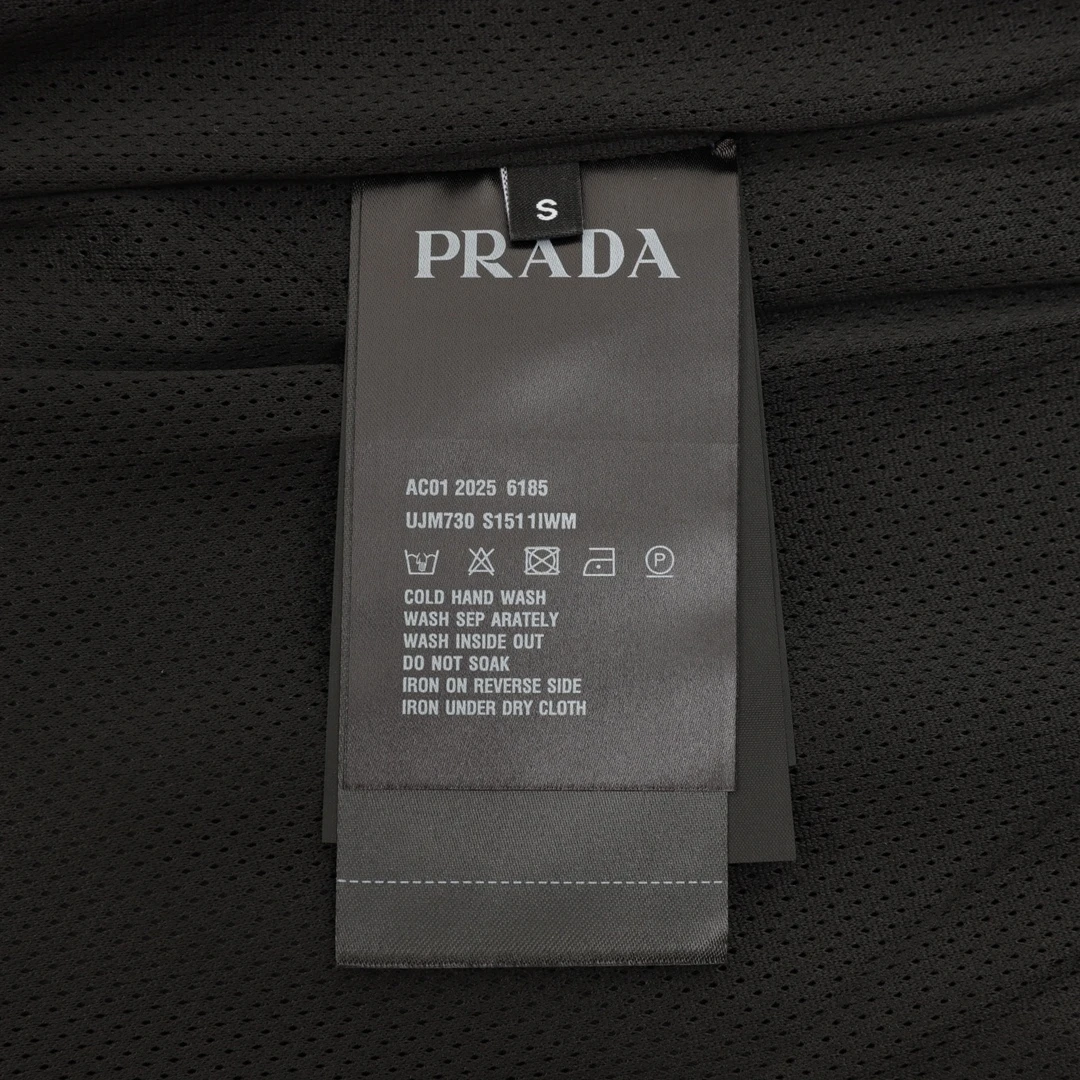 S
PRADA
AC01 2025 6185
UJM730 S1511IWM
P
COLD HAND WASH
WASH SEP ARATELY
WASH INSIDE OUT
DO NOT SOAK
IRON ON REVERSE SIDE
IRON UNDER DRY CLOTH